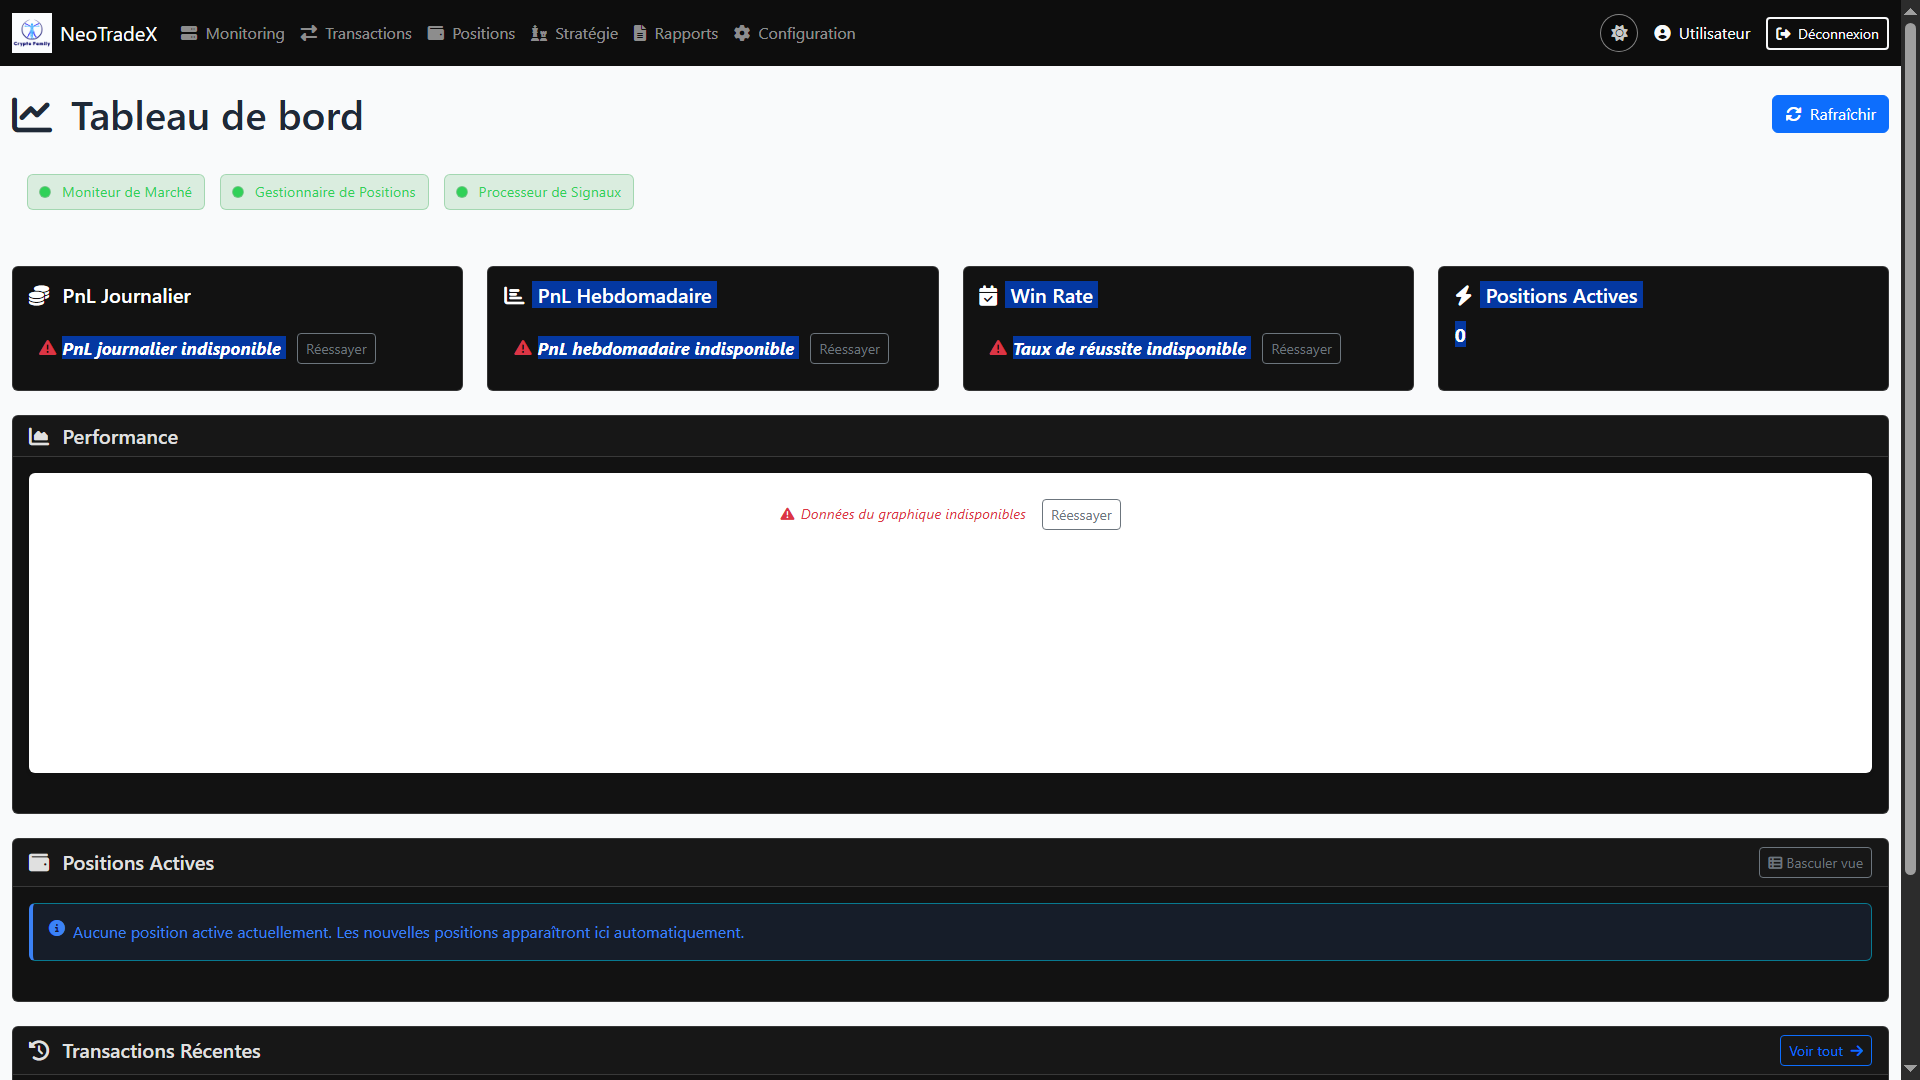 Crypto Family
NeoTradeX
Monitoring
Transactions
Positions
Stratégie
Rapports
Configuration
Utilisateur
Déconnexion
Tableau de bord
Rafraîchir
Moniteur de Marché
Gestionnaire de Positions
Processeur de Signaux
PnL Journalier
PnL journalier indisponible
Réessayer
PnL Hebdomadaire
PnL hebdomadaire indisponible
Réessayer
Win Rate
Taux de réussite indisponible
Réessayer
Positions Actives
0
Performance
Données du graphique indisponibles
Réessayer
Positions Actives
Basculer vue
Aucune position active actuellement. Les nouvelles positions apparaîtront ici automatiquement.
Transactions Récentes
Voir tout